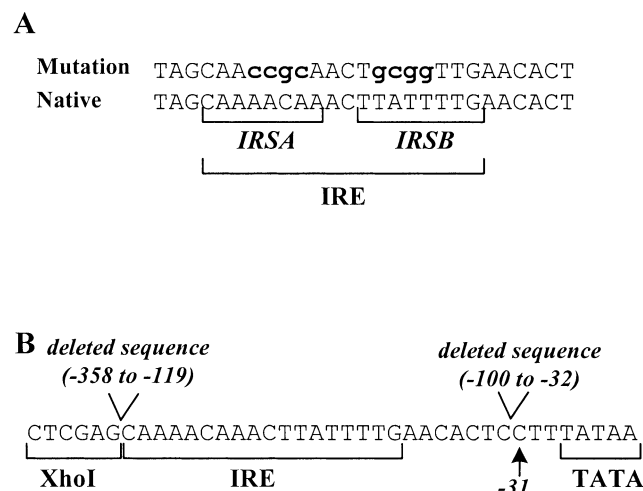 A
Mutation TAGCAAccgcAACTgcggTTGAACACT
Native TAGCAAAACAAACTTATTTTGAACACT
IRSA IRSB
IRE
B
deleted sequence deleted sequence
(-358 to -119) (-100 to -32)
CTCGAGCAAAACAAACTTATTTTGAACACTCCTTTATAA
XhoI IRE TATA
-31